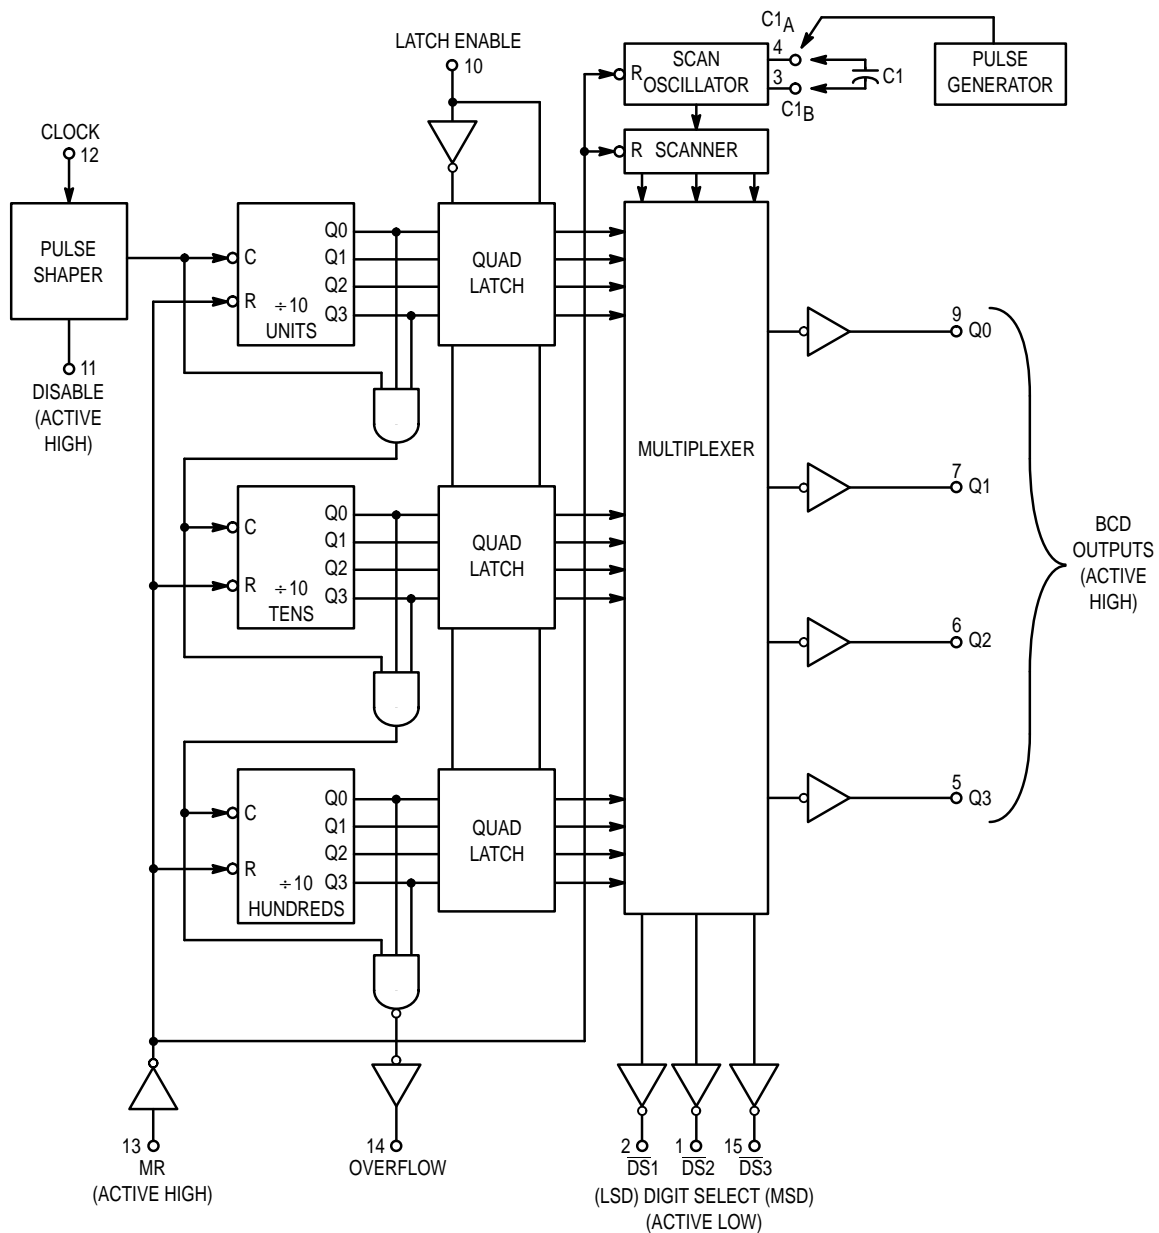 LATCH ENABLE
10
C1A
4
3
C1B
C1
R
SCAN
OSCILLATOR
PULSE
GENERATOR
R SCANNER
CLOCK
12
PULSE
SHAPER
11
DISABLE
(ACTIVE
HIGH)
C
R
Q0
Q1
Q2
Q3
÷10
UNITS
QUAD
LATCH
C
R
Q0
Q1
Q2
Q3
÷10
TENS
QUAD
LATCH
C
R
Q0
Q1
Q2
Q3
÷10
HUNDREDS
QUAD
LATCH
MULTIPLEXER
9
Q0
7
Q1
6
Q2
5
Q3
BCD
OUTPUTS
(ACTIVE
HIGH)
13
MR
(ACTIVE HIGH)
14
OVERFLOW
2
D̅S̅1̅
1
D̅S̅2̅
15
D̅S̅3̅
(LSD) DIGIT SELECT (MSD)
(ACTIVE LOW)